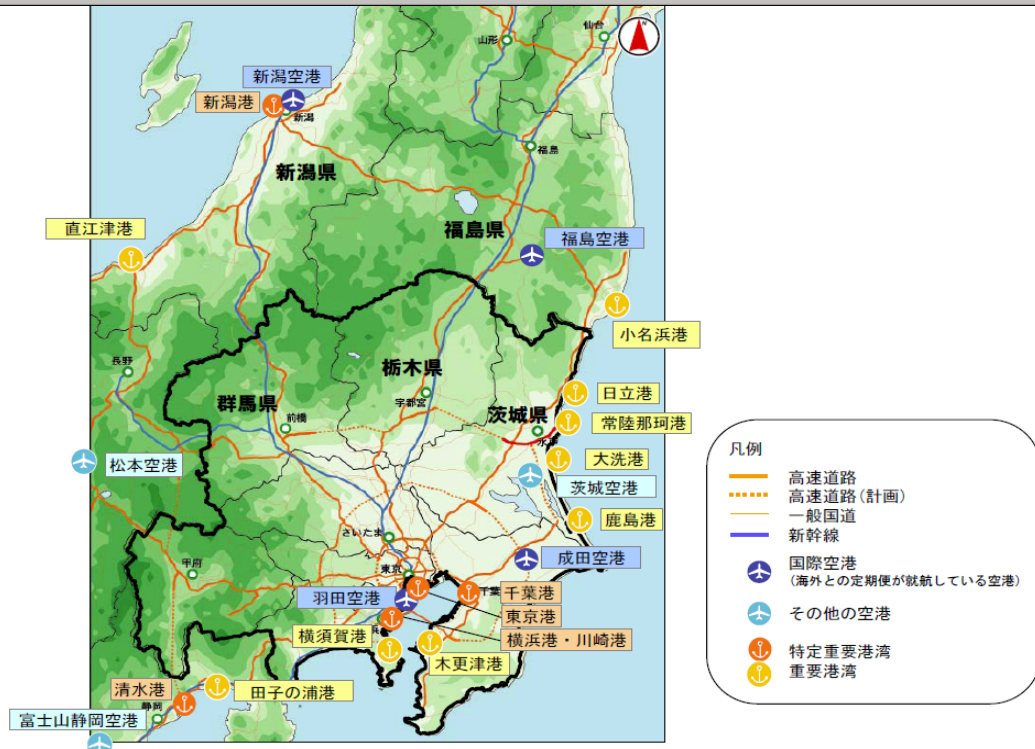 仙台
山形
N
新潟空港
新潟港
新潟
福島
新潟県
福島県
直江津港
福島空港
小名浜港
長野
栃木県
群馬県
宇都宮
前橋
日立港
茨城県
常陸那珂港
水戸
大洗港
松本空港
茨城空港
鹿島港
さいたま
成田空港
甲府
東京
千葉
千葉港
羽田空港
東京港
横浜港・川崎港
横須賀港
木更津港
清水港
田子の浦港
静岡
富士山静岡空港
凡例
高速道路
高速道路(計画)
一般国道
新幹線
国際空港
(海外との定期便が就航している空港)
その他の空港
特定重要港湾
重要港湾